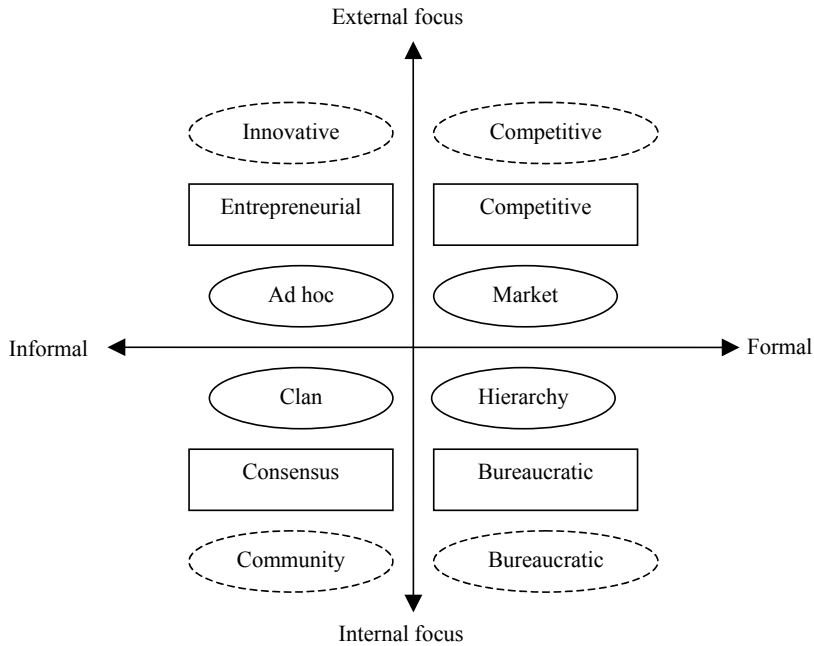 External focus
Innovative
Competitive
Entrepreneurial
Competitive
Ad hoc
Market
Informal
Formal
Clan
Hierarchy
Consensus
Bureaucratic
Community
Bureaucratic
Internal focus